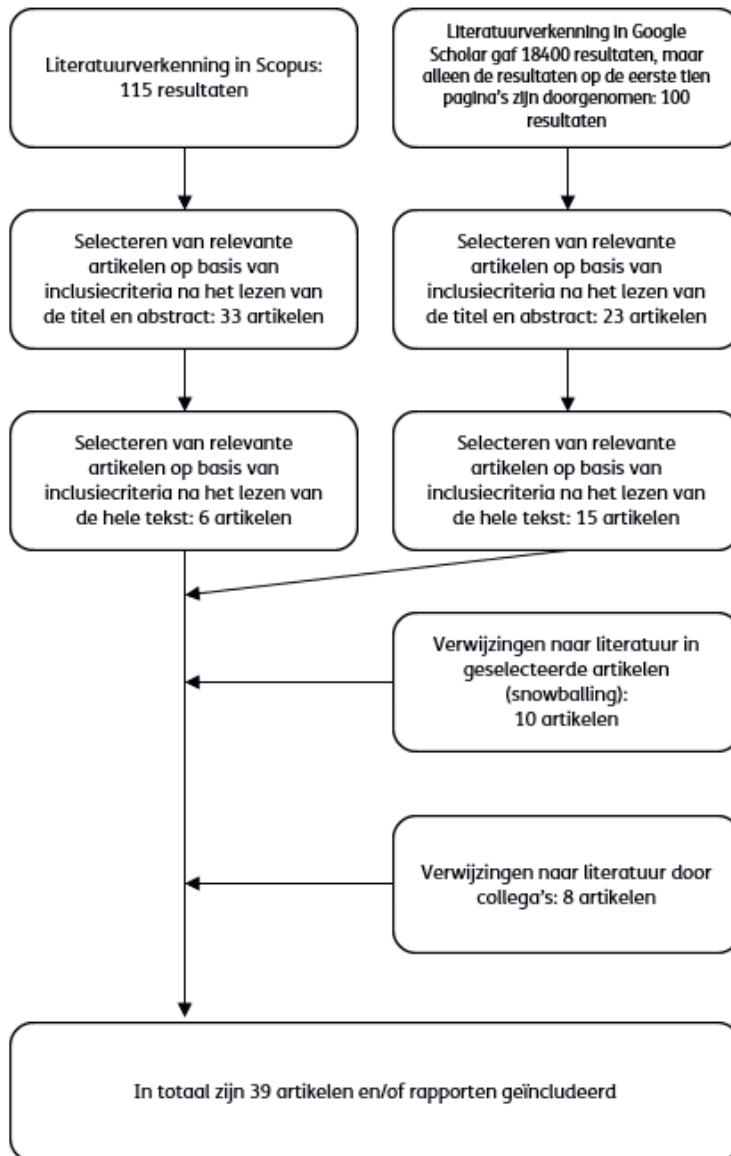 Literatuurverkenning in Scopus:
115 resultaten
Literatuurverkenning in Google
Scholar gaf 18400 resultaten, maar
alleen de resultaten op de eerste tien
pagina's zijn doorgenomen: 100
resultaten
Selecteren van relevante
artikelen op basis van
inclusiecriteria na het lezen van
de titel en abstract: 33 artikelen
Selecteren van relevante
artikelen op basis van
inclusiecriteria na het lezen van
de titel en abstract: 23 artikelen
Selecteren van relevante
artikelen op basis van
inclusiecriteria na het lezen van
de hele tekst: 6 artikelen
Selecteren van relevante
artikelen op basis van
inclusiecriteria na het lezen van
de hele tekst: 15 artikelen
Verwijzingen naar literatuur in
geselecteerde artikelen
(snowballing):
10 artikelen
Verwijzingen naar literatuur door
collega's: 8 artikelen
In totaal zijn 39 artikelen en/of rapporten geïncludeerd